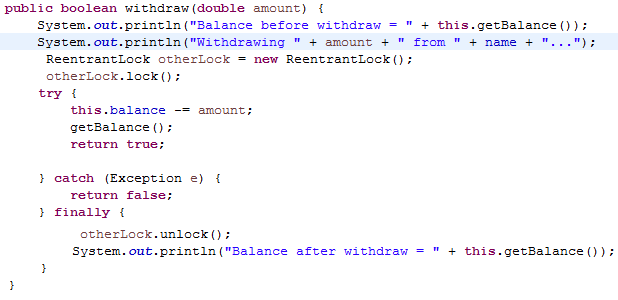 public boolean withdraw(double amount) {
System.out.println("Balance before withdraw = " + this.getBalance());
System.out.println("Withdrawing " + amount + " from " + name + "...");
ReentrantLock otherLock = new ReentrantLock();
otherLock.lock();
try {
this.balance -= amount;
getBalance();
return true;
} catch (Exception e) {
return false;
} finally {
otherLock.unlock();
System.out.println("Balance after withdraw = " + this.getBalance());
}
}